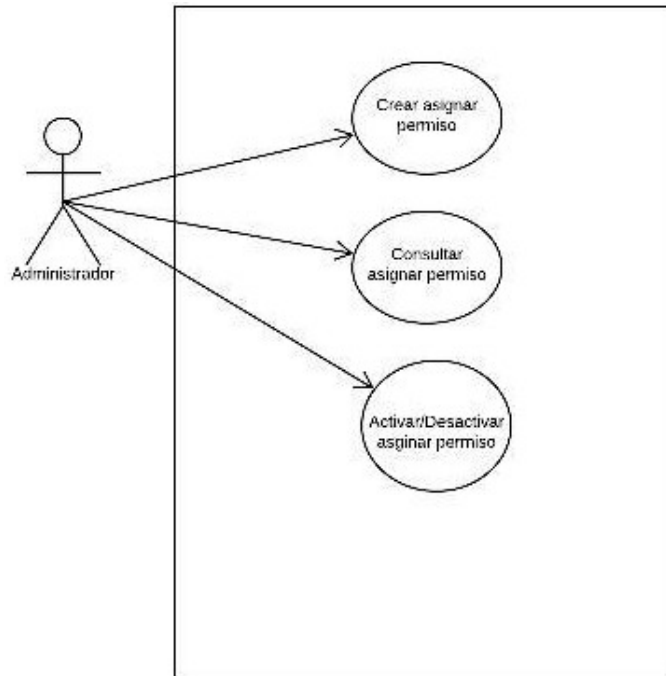 Crear asignar
permiso
Administrador
Consultar
asignar permiso
Activar/Desactivar
asginar permiso